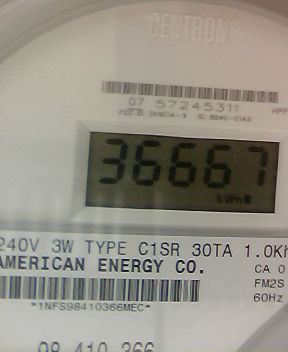 CENTRON®
07 57245311
36667
kWh
240V 3W TYPE C1SR 30TA 1.0Kh
AMERICAN ENERGY CO.
CA 0
FM2S
60Hz
*1NFS98410366MEC*
98 410 366